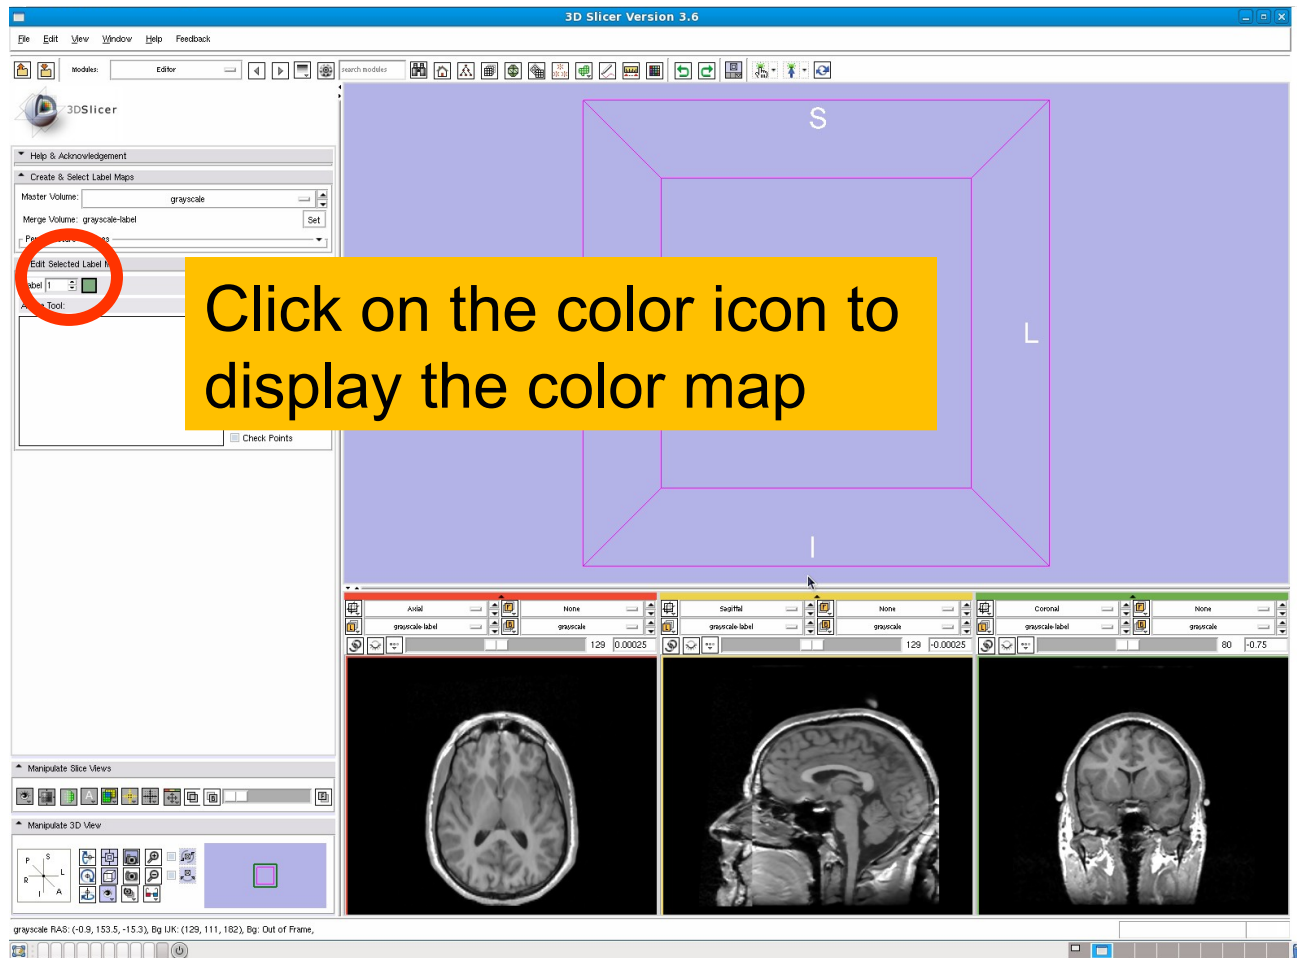 3D Slicer Version 3.6
File Edit View Window Help Feedback
Modules: Editor search modules
3DSlicer
Help & Acknowledgement
Create & Select Label Maps
Master Volume: grayscale
Merge Volume: grayscale-label Set
Edit Selected Label
1
Tool:
Click on the color icon to
display the color map
Check Points
S
L
I
Axial None
grayscale-label grayscale
129 0.00025
Sagittal None
grayscale-label grayscale
129 -0.00025
Coronal None
grayscale-label grayscale
80 -0.75
Manipulate Slice Views
Manipulate 3D View
P S
R L
I A
grayscale RAS: (-0.9, 153.5, -15.3), Bg IJK: (129, 111, 182), Bg: Out of Frame,